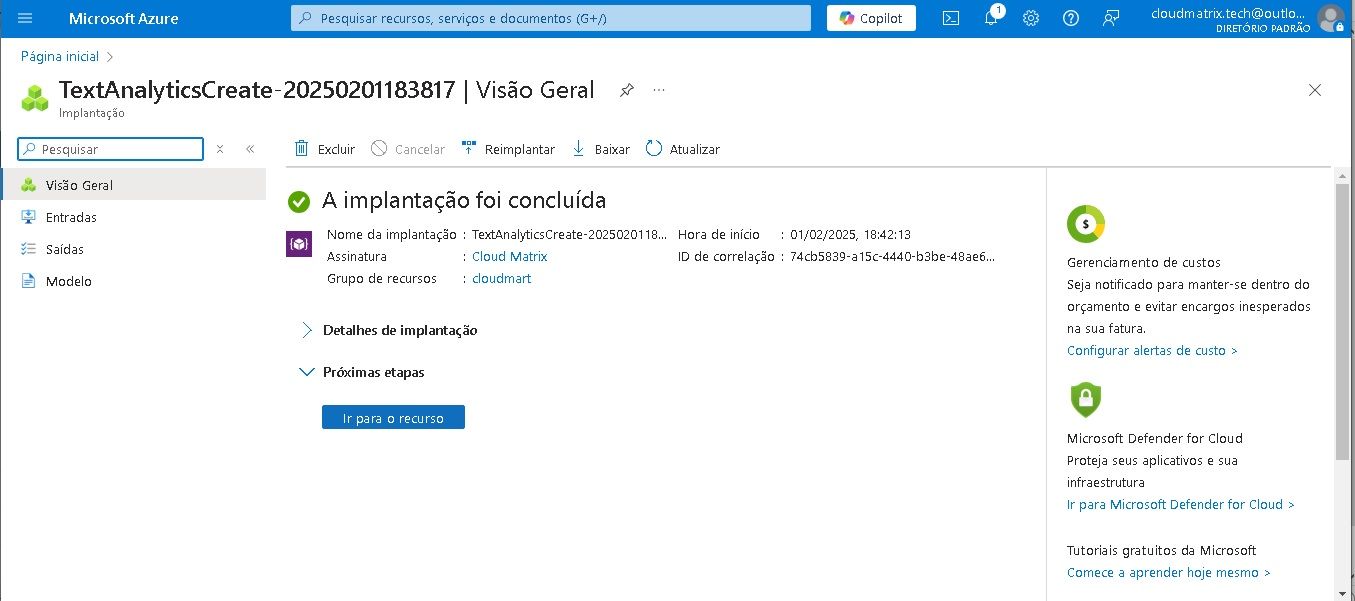 Microsoft Azure
Pesquisar recursos, serviços e documentos (G+/)
Copilot
1
cloudmatrix.tech@outlo...
DIRETÓRIO PADRÃO
Página inicial >
TextAnalyticsCreate-20250201183817 | Visão Geral
...
Implantação
Pesquisar
Excluir
Cancelar
Reimplantar
Baixar
Atualizar
Visão Geral
Entradas
Saídas
Modelo
A implantação foi concluída
Nome da implantação : TextAnalyticsCreate-2025020118...
Assinatura : Cloud Matrix
Grupo de recursos : cloudmart
Hora de início : 01/02/2025, 18:42:13
ID de correlação : 74cb5839-a15c-4440-b3be-48ae6...
Detalhes de implantação
Próximas etapas
Ir para o recurso
$
Gerenciamento de custos
Seja notificado para manter-se dentro do
orçamento e evitar encargos inesperados
na sua fatura.
Configurar alertas de custo >
Microsoft Defender for Cloud
Proteja seus aplicativos e sua
infraestrutura
Ir para Microsoft Defender for Cloud >
Tutoriais gratuitos da Microsoft
Comece a aprender hoje mesmo >